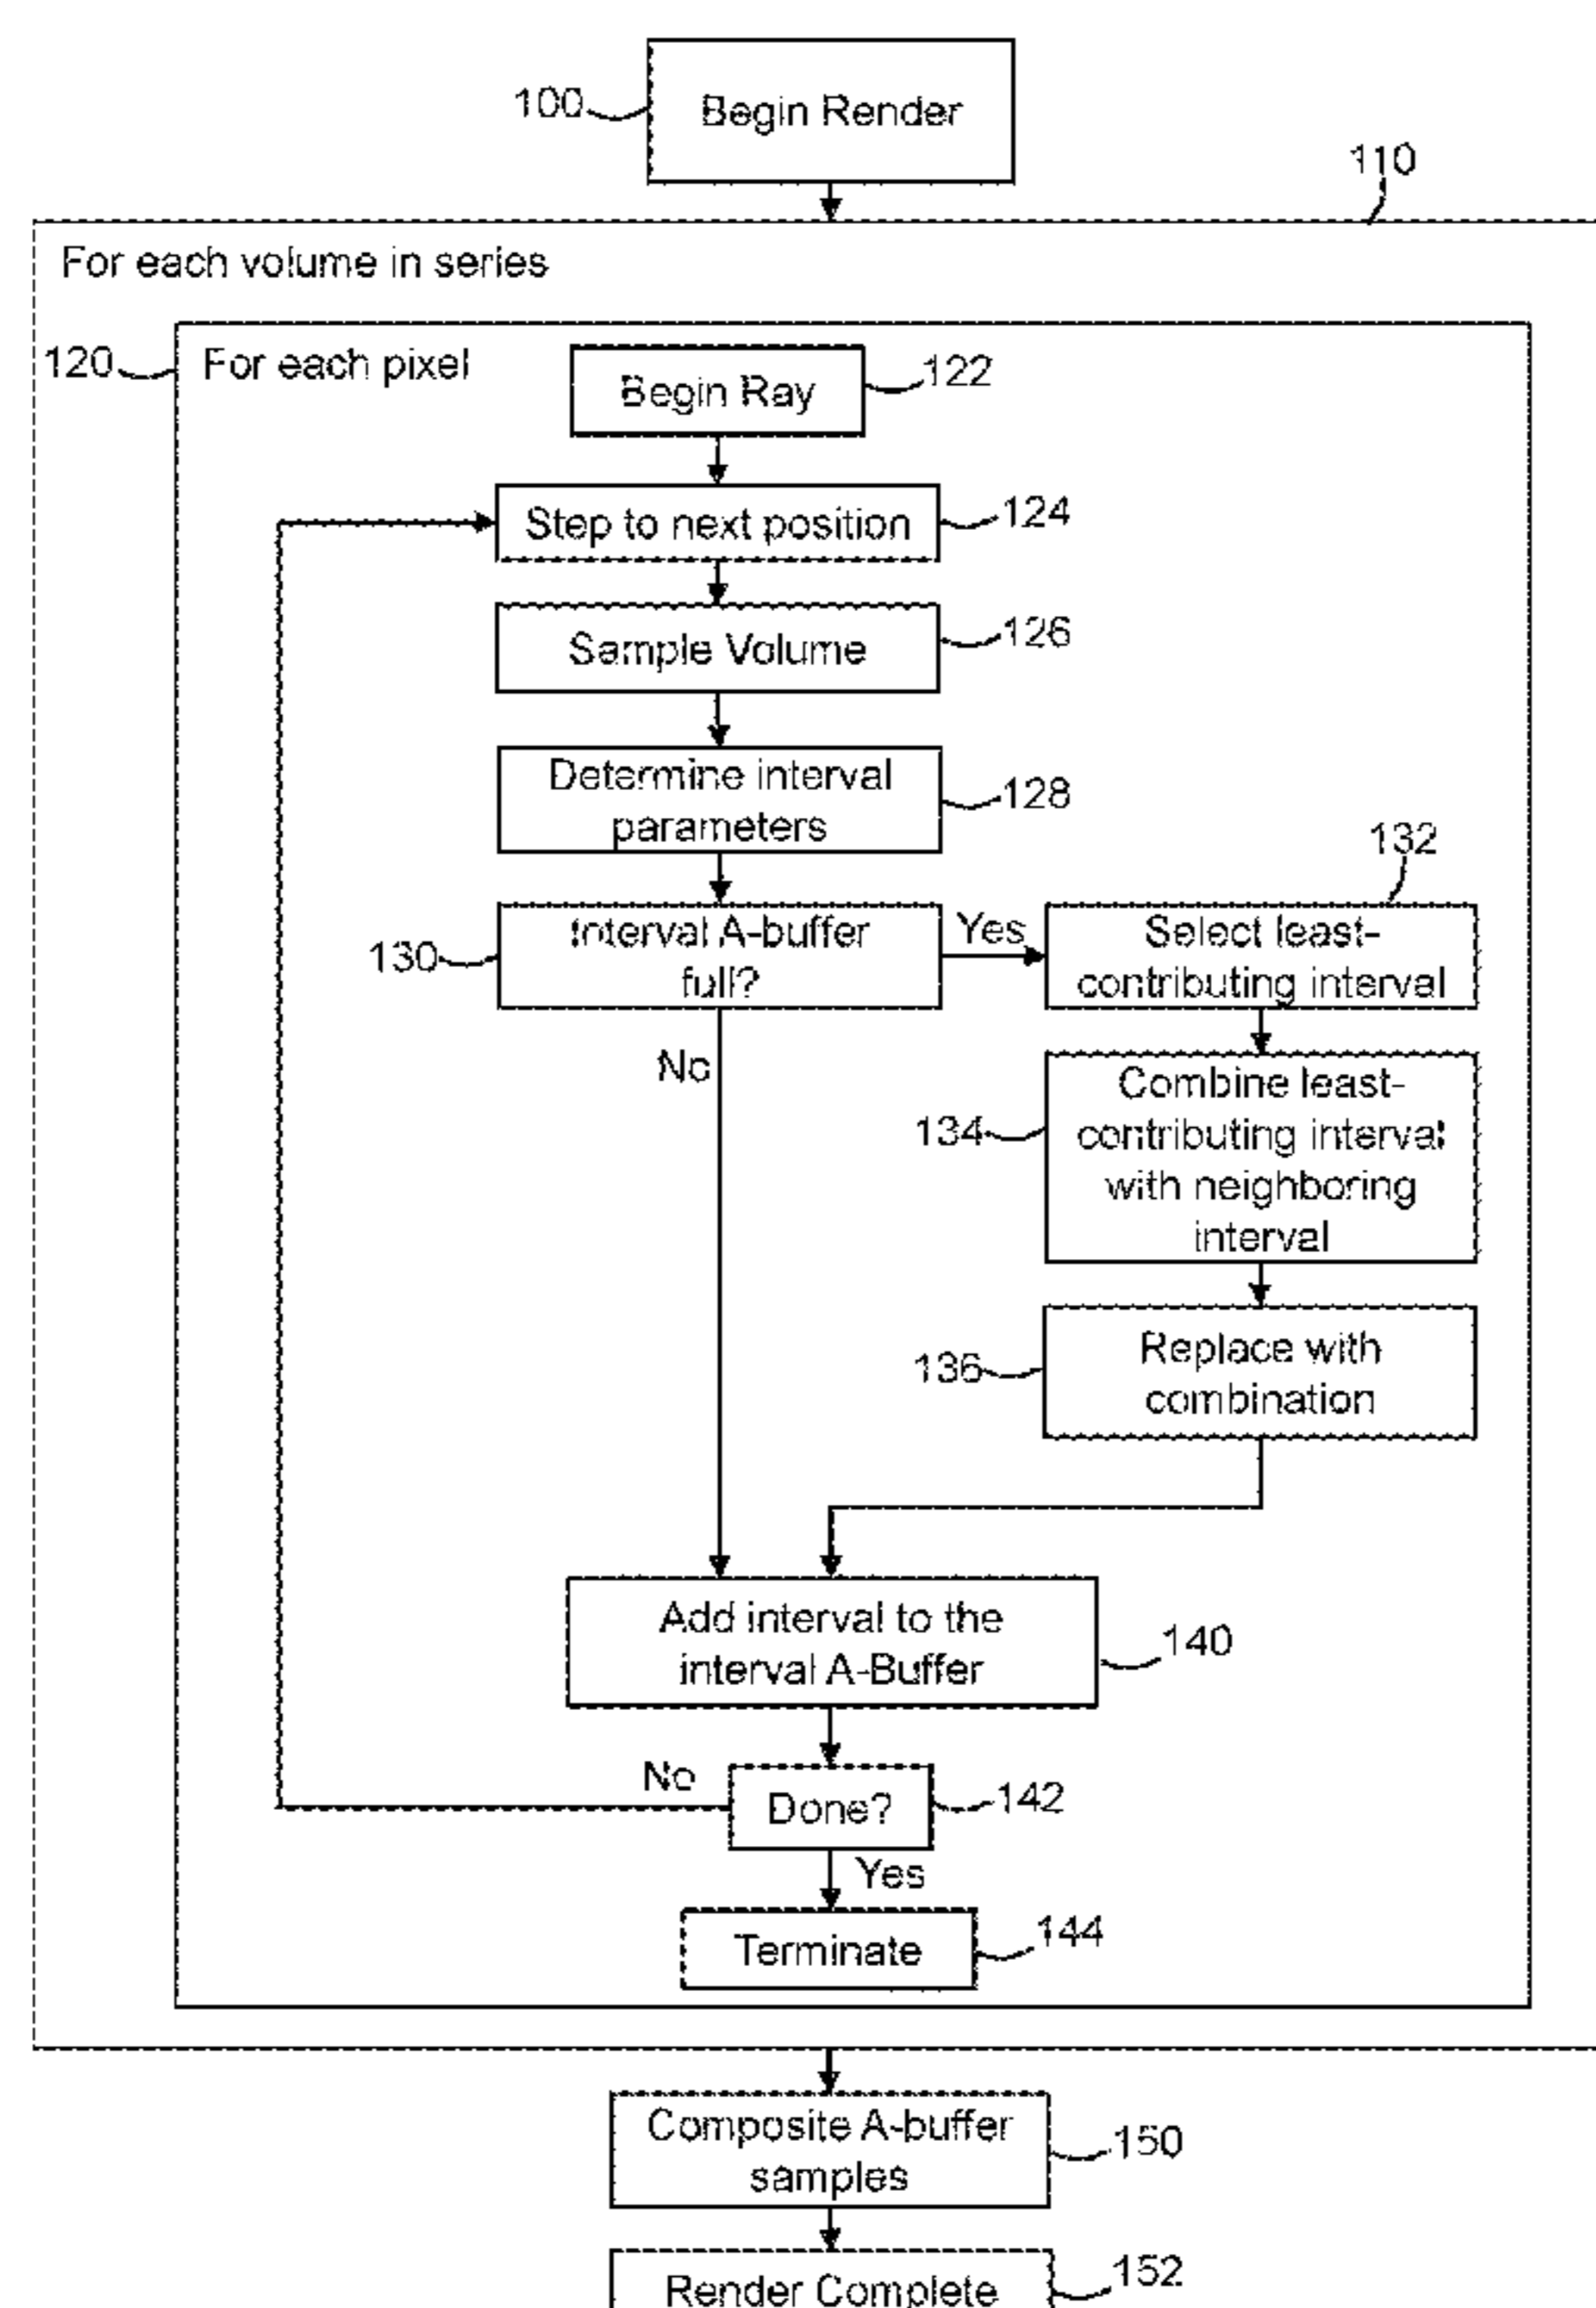 100
Begin Render
110
For each volume in series
120
For each pixel
Begin Ray
122
Step to next position
124
Sample Volume
126
Determine interval
parameters
128
132
130
Interval A-buffer
full?
Yes
Select least-
contributing interval
No
134
Combine least-
contributing interval
with neighboring
interval
136
Replace with
combination
Add interval to the
interval A-Buffer
140
No
Done?
142
Yes
Terminate
144
Composite A-buffer
samples
150
Render Complete
152